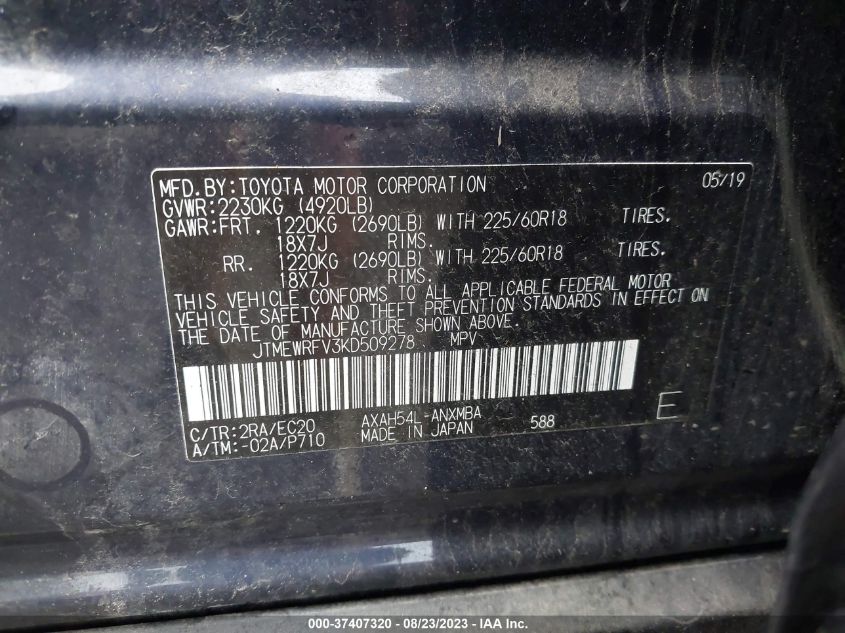 MFD.BY:TOYOTA MOTOR CORPORATION 05/19
GVWR:2230KG (4920LB)
GAWR:FRT. 1220KG (2690LB) WITH 225/60R18 TIRES.
18X7J RIMS.
RR. 1220KG (2690LB) WITH 225/60R18 TIRES.
18X7J RIMS.
THIS VEHICLE CONFORMS TO ALL APPLICABLE FEDERAL MOTOR
VEHICLE SAFETY AND THEFT PREVENTION STANDARDS IN EFFECT ON
THE DATE OF MANUFACTURE SHOWN ABOVE.
JTMEWRFV3KD509278 MPV
C/TR:2RA/EC20 AXAH54L-ANXMBA 588 E
A/TM:-02A/P710 MADE IN JAPAN
000-37407320 - 08/23/2023 - IAA Inc.